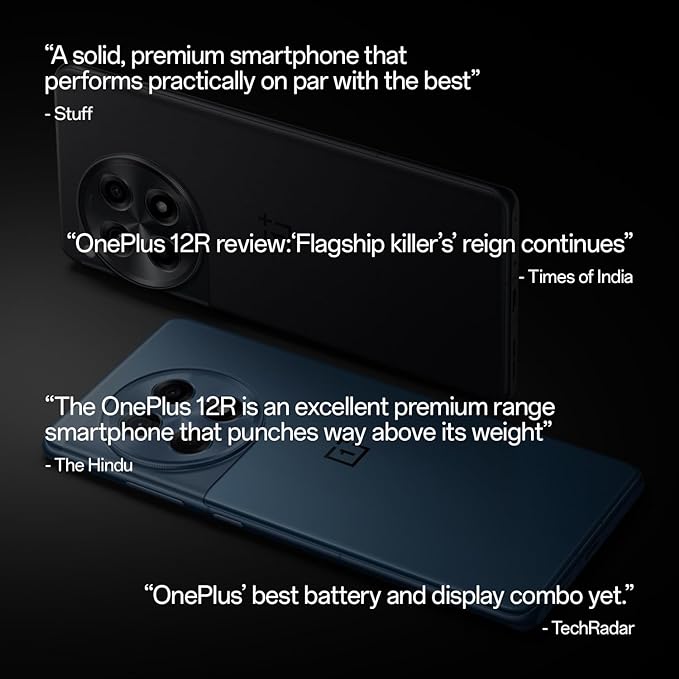 “A solid, premium smartphone that
performs practically on par with the best”
- Stuff
“OnePlus 12R review:‘Flagship killer’s’ reign continues”
- Times of India
“The OnePlus 12R is an excellent premium range
smartphone that punches way above its weight”
- The Hindu
“OnePlus’ best battery and display combo yet.”
- TechRadar